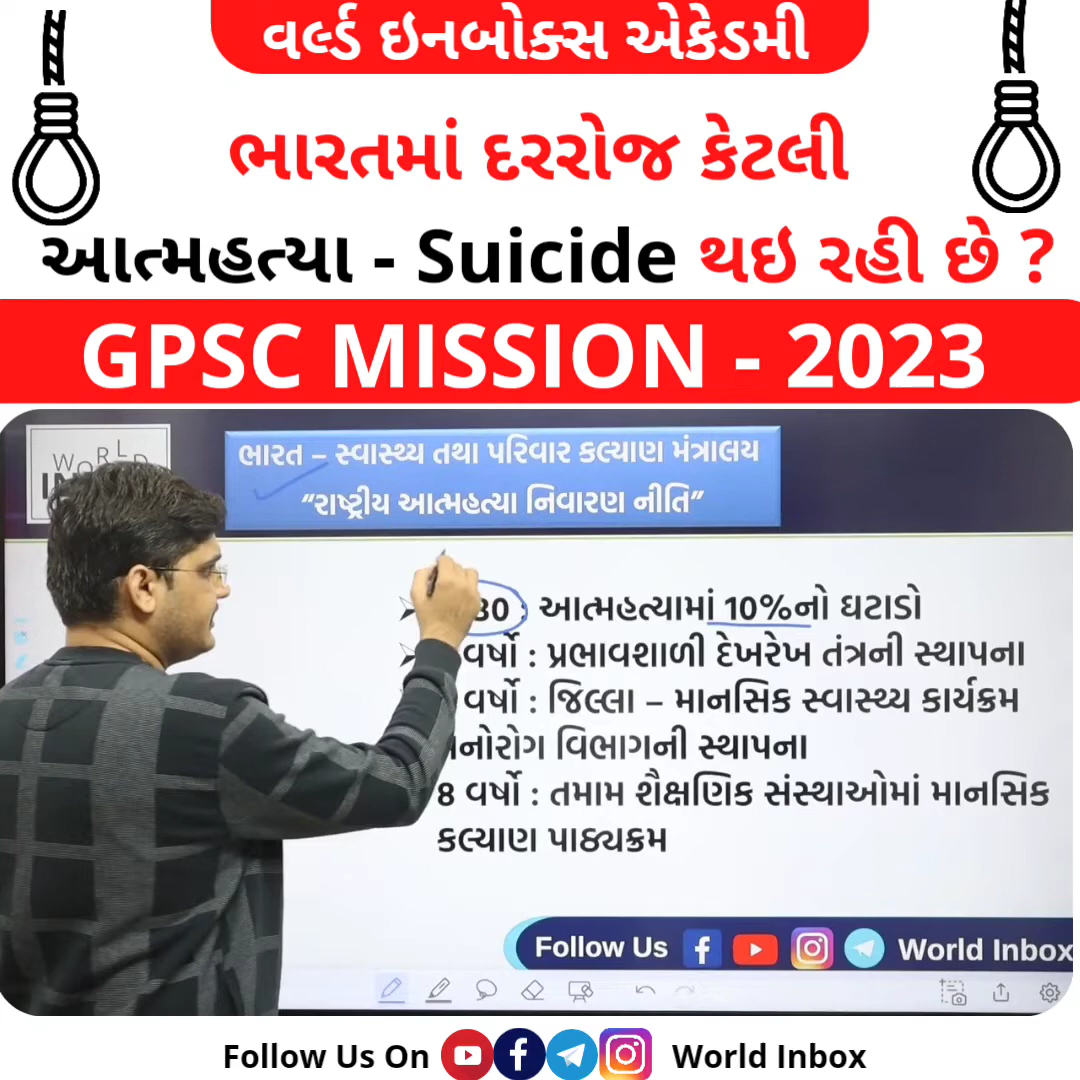 વર્લ્ડ ઇનબોક્સ એકેડમી
ભારતમાં દરરોજ કેટલી
આત્મહત્યા - Suicide થઇ રહી છે ?
GPSC MISSION - 2023
WORLD
ભારત – સ્વાસ્થ્ય તથા પરિવાર કલ્યાણ મંત્રાલય
“રાષ્ટ્રીય આત્મહત્યા નિવારણ નીતિ”
30 : આત્મહત્યામાં 10%નો ઘટાડો
વર્ષો : પ્રભાવશાળી દેખરેખ તંત્રની સ્થાપના
વર્ષો : જિલ્લા – માનસિક સ્વાસ્થ્ય કાર્યક્રમ
વિભાગની સ્થાપના
8 વર્ષો : તમામ શૈક્ષણિક સંસ્થાઓમાં માનસિક
કલ્યાણ પાઠ્યક્રમ
Follow Us World Inbox
Follow Us On World Inbox